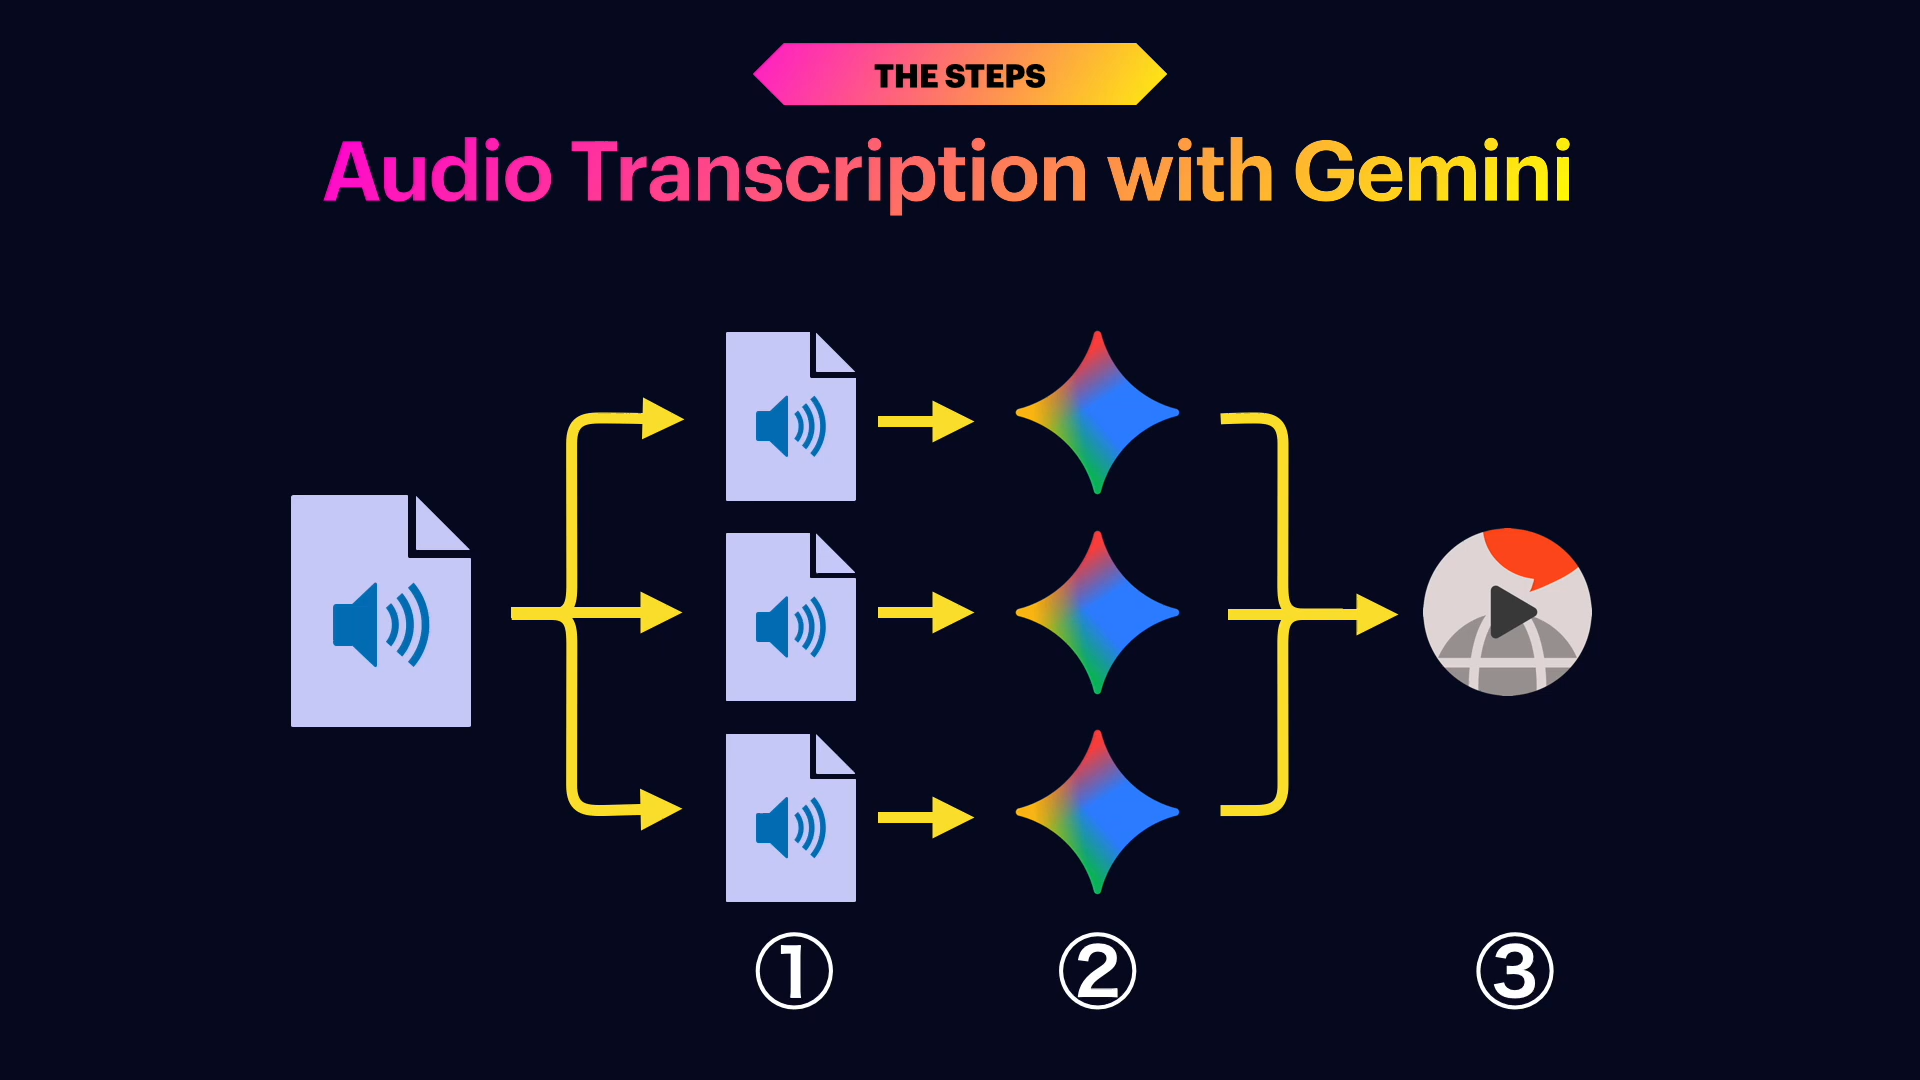 THE STEPS
Audio Transcription with Gemini
① ② ③